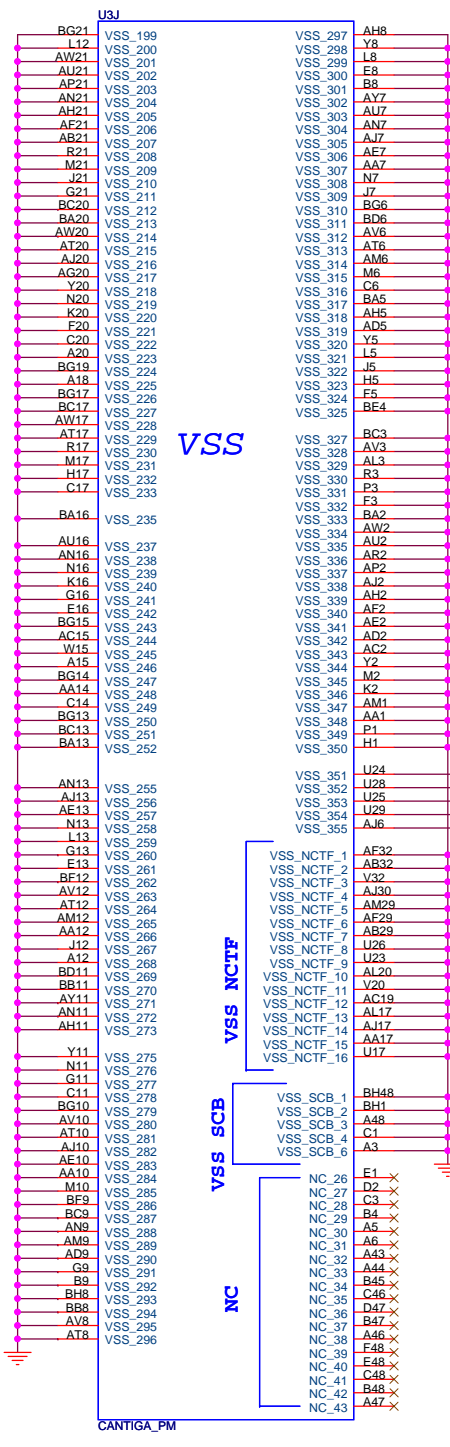 U3J
BG21 VSS_199
L12 VSS_200
AW21 VSS_201
AU21 VSS_202
AP21 VSS_203
AN21 VSS_204
AH21 VSS_205
AF21 VSS_206
AB21 VSS_207
R21 VSS_208
M21 VSS_209
J21 VSS_210
G21 VSS_211
BC20 VSS_212
BA20 VSS_213
AW20 VSS_214
AT20 VSS_215
AJ20 VSS_216
AG20 VSS_217
Y20 VSS_218
N20 VSS_219
K20 VSS_220
F20 VSS_221
C20 VSS_222
A20 VSS_223
BG19 VSS_224
A18 VSS_225
BG17 VSS_226
BC17 VSS_227
AW17 VSS_228
AT17 VSS_229
R17 VSS_230
M17 VSS_231
H17 VSS_232
C17 VSS_233
BA16 VSS_235
AU16 VSS_237
AN16 VSS_238
N16 VSS_239
K16 VSS_240
G16 VSS_241
E16 VSS_242
BG15 VSS_243
AC15 VSS_244
W15 VSS_245
A15 VSS_246
BG14 VSS_247
AA14 VSS_248
C14 VSS_249
BG13 VSS_250
BC13 VSS_251
BA13 VSS_252
AN13 VSS_255
AJ13 VSS_256
AE13 VSS_257
N13 VSS_258
L13 VSS_259
G13 VSS_260
E13 VSS_261
BF12 VSS_262
AV12 VSS_263
AT12 VSS_264
AM12 VSS_265
AA12 VSS_266
J12 VSS_267
A12 VSS_268
BD11 VSS_269
BB11 VSS_270
AY11 VSS_271
AN11 VSS_272
AH11 VSS_273
Y11 VSS_275
N11 VSS_276
G11 VSS_277
C11 VSS_278
BG10 VSS_279
AV10 VSS_280
AT10 VSS_281
AJ10 VSS_282
AE10 VSS_283
AA10 VSS_284
M10 VSS_285
BF9 VSS_286
BC9 VSS_287
AN9 VSS_288
AM9 VSS_289
AD9 VSS_290
G9 VSS_291
B9 VSS_292
BH8 VSS_293
BB8 VSS_294
AV8 VSS_295
AT8 VSS_296
VSS
VSS_297 AH8
VSS_298 Y8
VSS_299 L8
VSS_300 E8
VSS_301 B8
VSS_302 AY7
VSS_303 AU7
VSS_304 AN7
VSS_305 AJ7
VSS_306 AE7
VSS_307 AA7
VSS_308 N7
VSS_309 J7
VSS_310 BG6
VSS_311 BD6
VSS_312 AV6
VSS_313 AT6
VSS_314 AM6
VSS_315 M6
VSS_316 C6
VSS_317 BA5
VSS_318 AH5
VSS_319 AD5
VSS_320 Y5
VSS_321 L5
VSS_322 J5
VSS_323 H5
VSS_324 F5
VSS_325 BE4
VSS_327 BC3
VSS_328 AV3
VSS_329 AL3
VSS_330 R3
VSS_331 P3
VSS_332 F3
VSS_333 BA2
VSS_334 AW2
VSS_335 AU2
VSS_336 AR2
VSS_337 AP2
VSS_338 AJ2
VSS_339 AH2
VSS_340 AF2
VSS_341 AE2
VSS_342 AD2
VSS_343 AC2
VSS_344 Y2
VSS_345 M2
VSS_346 K2
VSS_347 AM1
VSS_348 AA1
VSS_349 P1
VSS_350 H1
VSS_351 U24
VSS_352 U28
VSS_353 U25
VSS_354 U29
VSS_355 AJ6
VSS NCTF
VSS_NCTF_1 AF32
VSS_NCTF_2 AB32
VSS_NCTF_3 V32
VSS_NCTF_4 AJ30
VSS_NCTF_5 AM29
VSS_NCTF_6 AF29
VSS_NCTF_7 AB29
VSS_NCTF_8 U26
VSS_NCTF_9 U23
VSS_NCTF_10 AL20
VSS_NCTF_11 V20
VSS_NCTF_12 AC19
VSS_NCTF_13 AL17
VSS_NCTF_14 AJ17
VSS_NCTF_15 AA17
VSS_NCTF_16 U17
VSS SCB
VSS_SCB_1 BH48
VSS_SCB_2 BH1
VSS_SCB_3 A48
VSS_SCB_4 C1
VSS_SCB_6 A3
NC
NC_26 E1
NC_27 D2
NC_28 C3
NC_29 B4
NC_30 A5
NC_31 A6
NC_32 A43
NC_33 A44
NC_34 B45
NC_35 C46
NC_36 D47
NC_37 B47
NC_38 A46
NC_39 F48
NC_40 E48
NC_41 C48
NC_42 B48
NC_43 A47
CANTIGA_PM